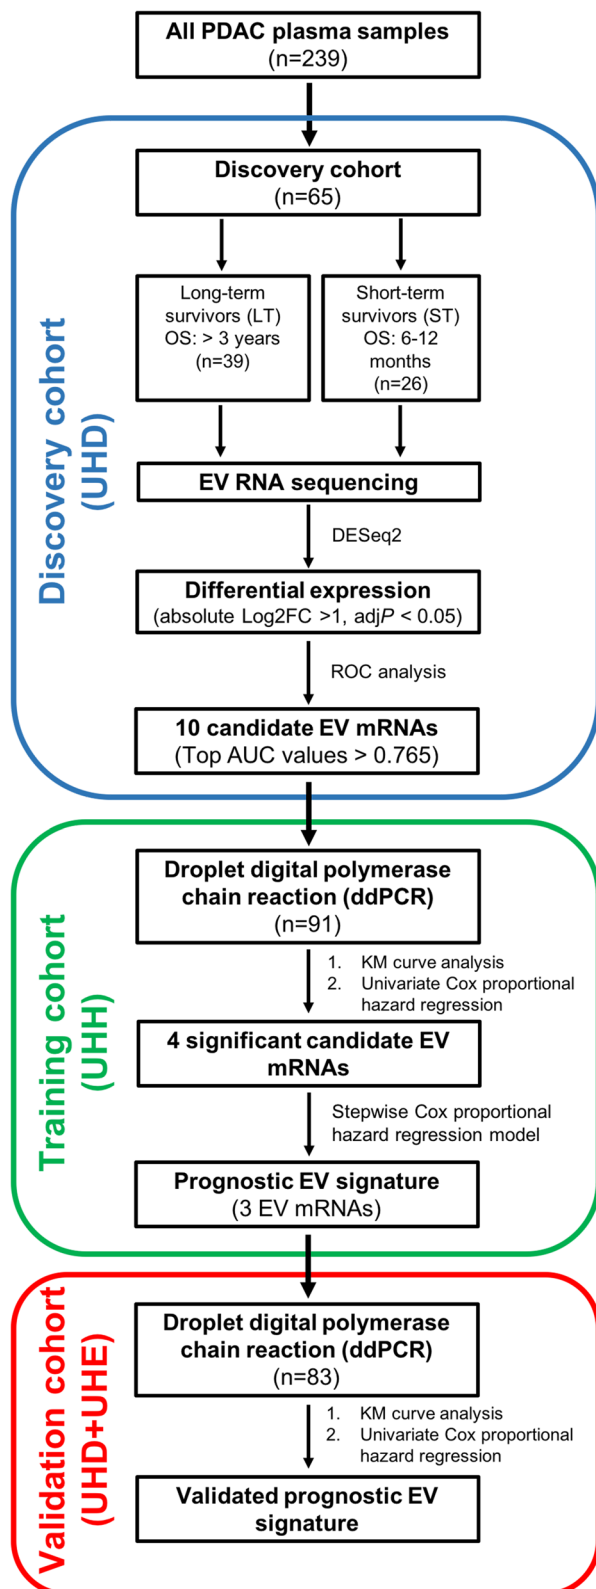 All PDAC plasma samples
(n=239)
Discovery cohort
(UHD)
Discovery cohort
(n=65)
Long-term
survivors (LT)
OS: > 3 years
(n=39)
Short-term
survivors (ST)
OS: 6-12
months
(n=26)
EV RNA sequencing
DESeq2
Differential expression
(absolute Log2FC >1, adjP < 0.05)
ROC analysis
10 candidate EV mRNAs
(Top AUC values > 0.765)
Training cohort
(UHH)
Droplet digital polymerase
chain reaction (ddPCR)
(n=91)
1. KM curve analysis
2. Univariate Cox proportional
hazard regression
4 significant candidate EV
mRNAs
Stepwise Cox proportional
hazard regression model
Prognostic EV signature
(3 EV mRNAs)
Validation cohort
(UHD+UHE)
Droplet digital polymerase
chain reaction (ddPCR)
(n=83)
1. KM curve analysis
2. Univariate Cox proportional
hazard regression
Validated prognostic EV
signature